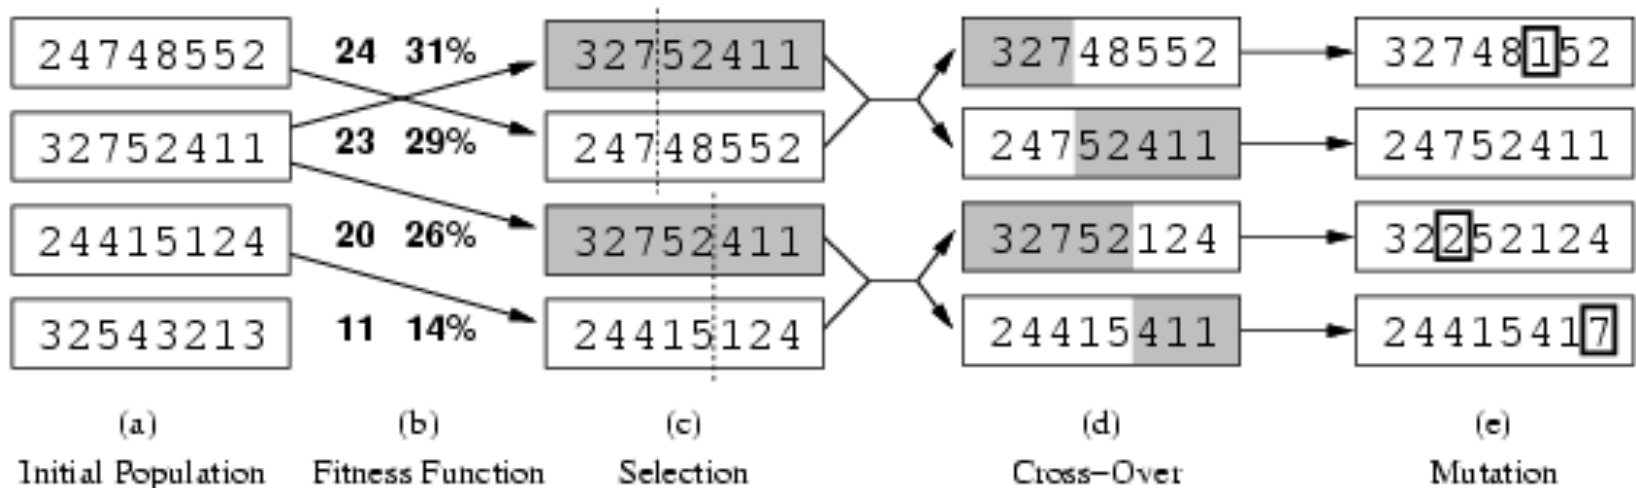 24748552 24 31% 32752411 32748552 32748152
32752411 23 29% 24748552 24752411 24752411
24415124 20 26% 32752411 32752124 32252124
32543213 11 14% 24415124 24415411 24415417
(a) (b) (c) (d) (e)
Initial Population Fitness Function Selection Cross–Over Mutation